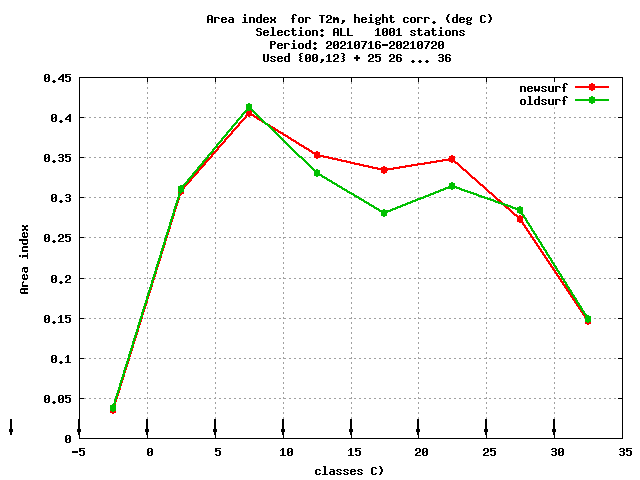 Area index  for T2m, height corr. (deg C)
Selection: ALL   1001 stations
Period: 20210716-20210720
Used {00,12} + 25 26 ... 36
newsurf
oldsurf
Area index
0.45
0.4
0.35
0.3
0.25
0.2
0.15
0.1
0.05
0
-5 0 5 10 15 20 25 30 35
classes C)